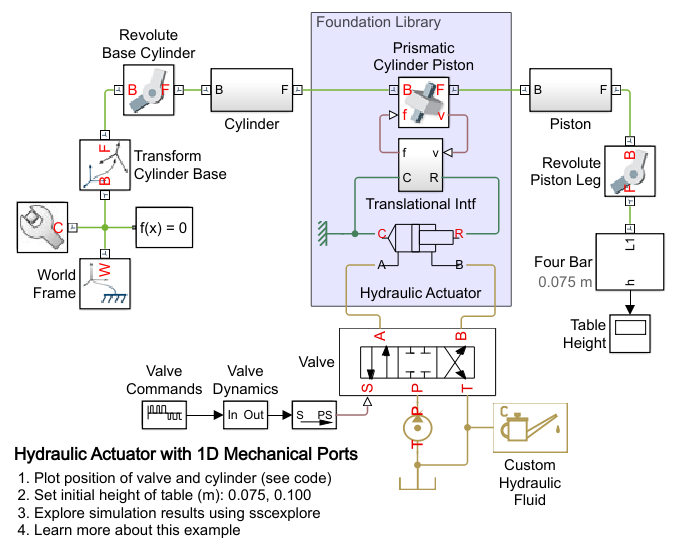 Foundation Library
Revolute
Base Cylinder
Prismatic
Cylinder Piston
B F
B F
Cylinder
B F
f v
B F
Piston
F
B
Transform
Cylinder Base
f v
C R
Translational Intf
Revolute
Piston Leg
B
F
C
f(x) = 0
C R
A B
Hydraulic Actuator
W
World
Frame
L1
h
Four Bar
0.075 m
Table
Height
Valve
A B
S P T
Valve
Commands
Valve
Dynamics
In Out
S PS
P
T
C
Custom
Hydraulic
Fluid
Hydraulic Actuator with 1D Mechanical Ports
1. Plot position of valve and cylinder (see code)
2. Set initial height of table (m): 0.075, 0.100
3. Explore simulation results using sscexplore
4. Learn more about this example